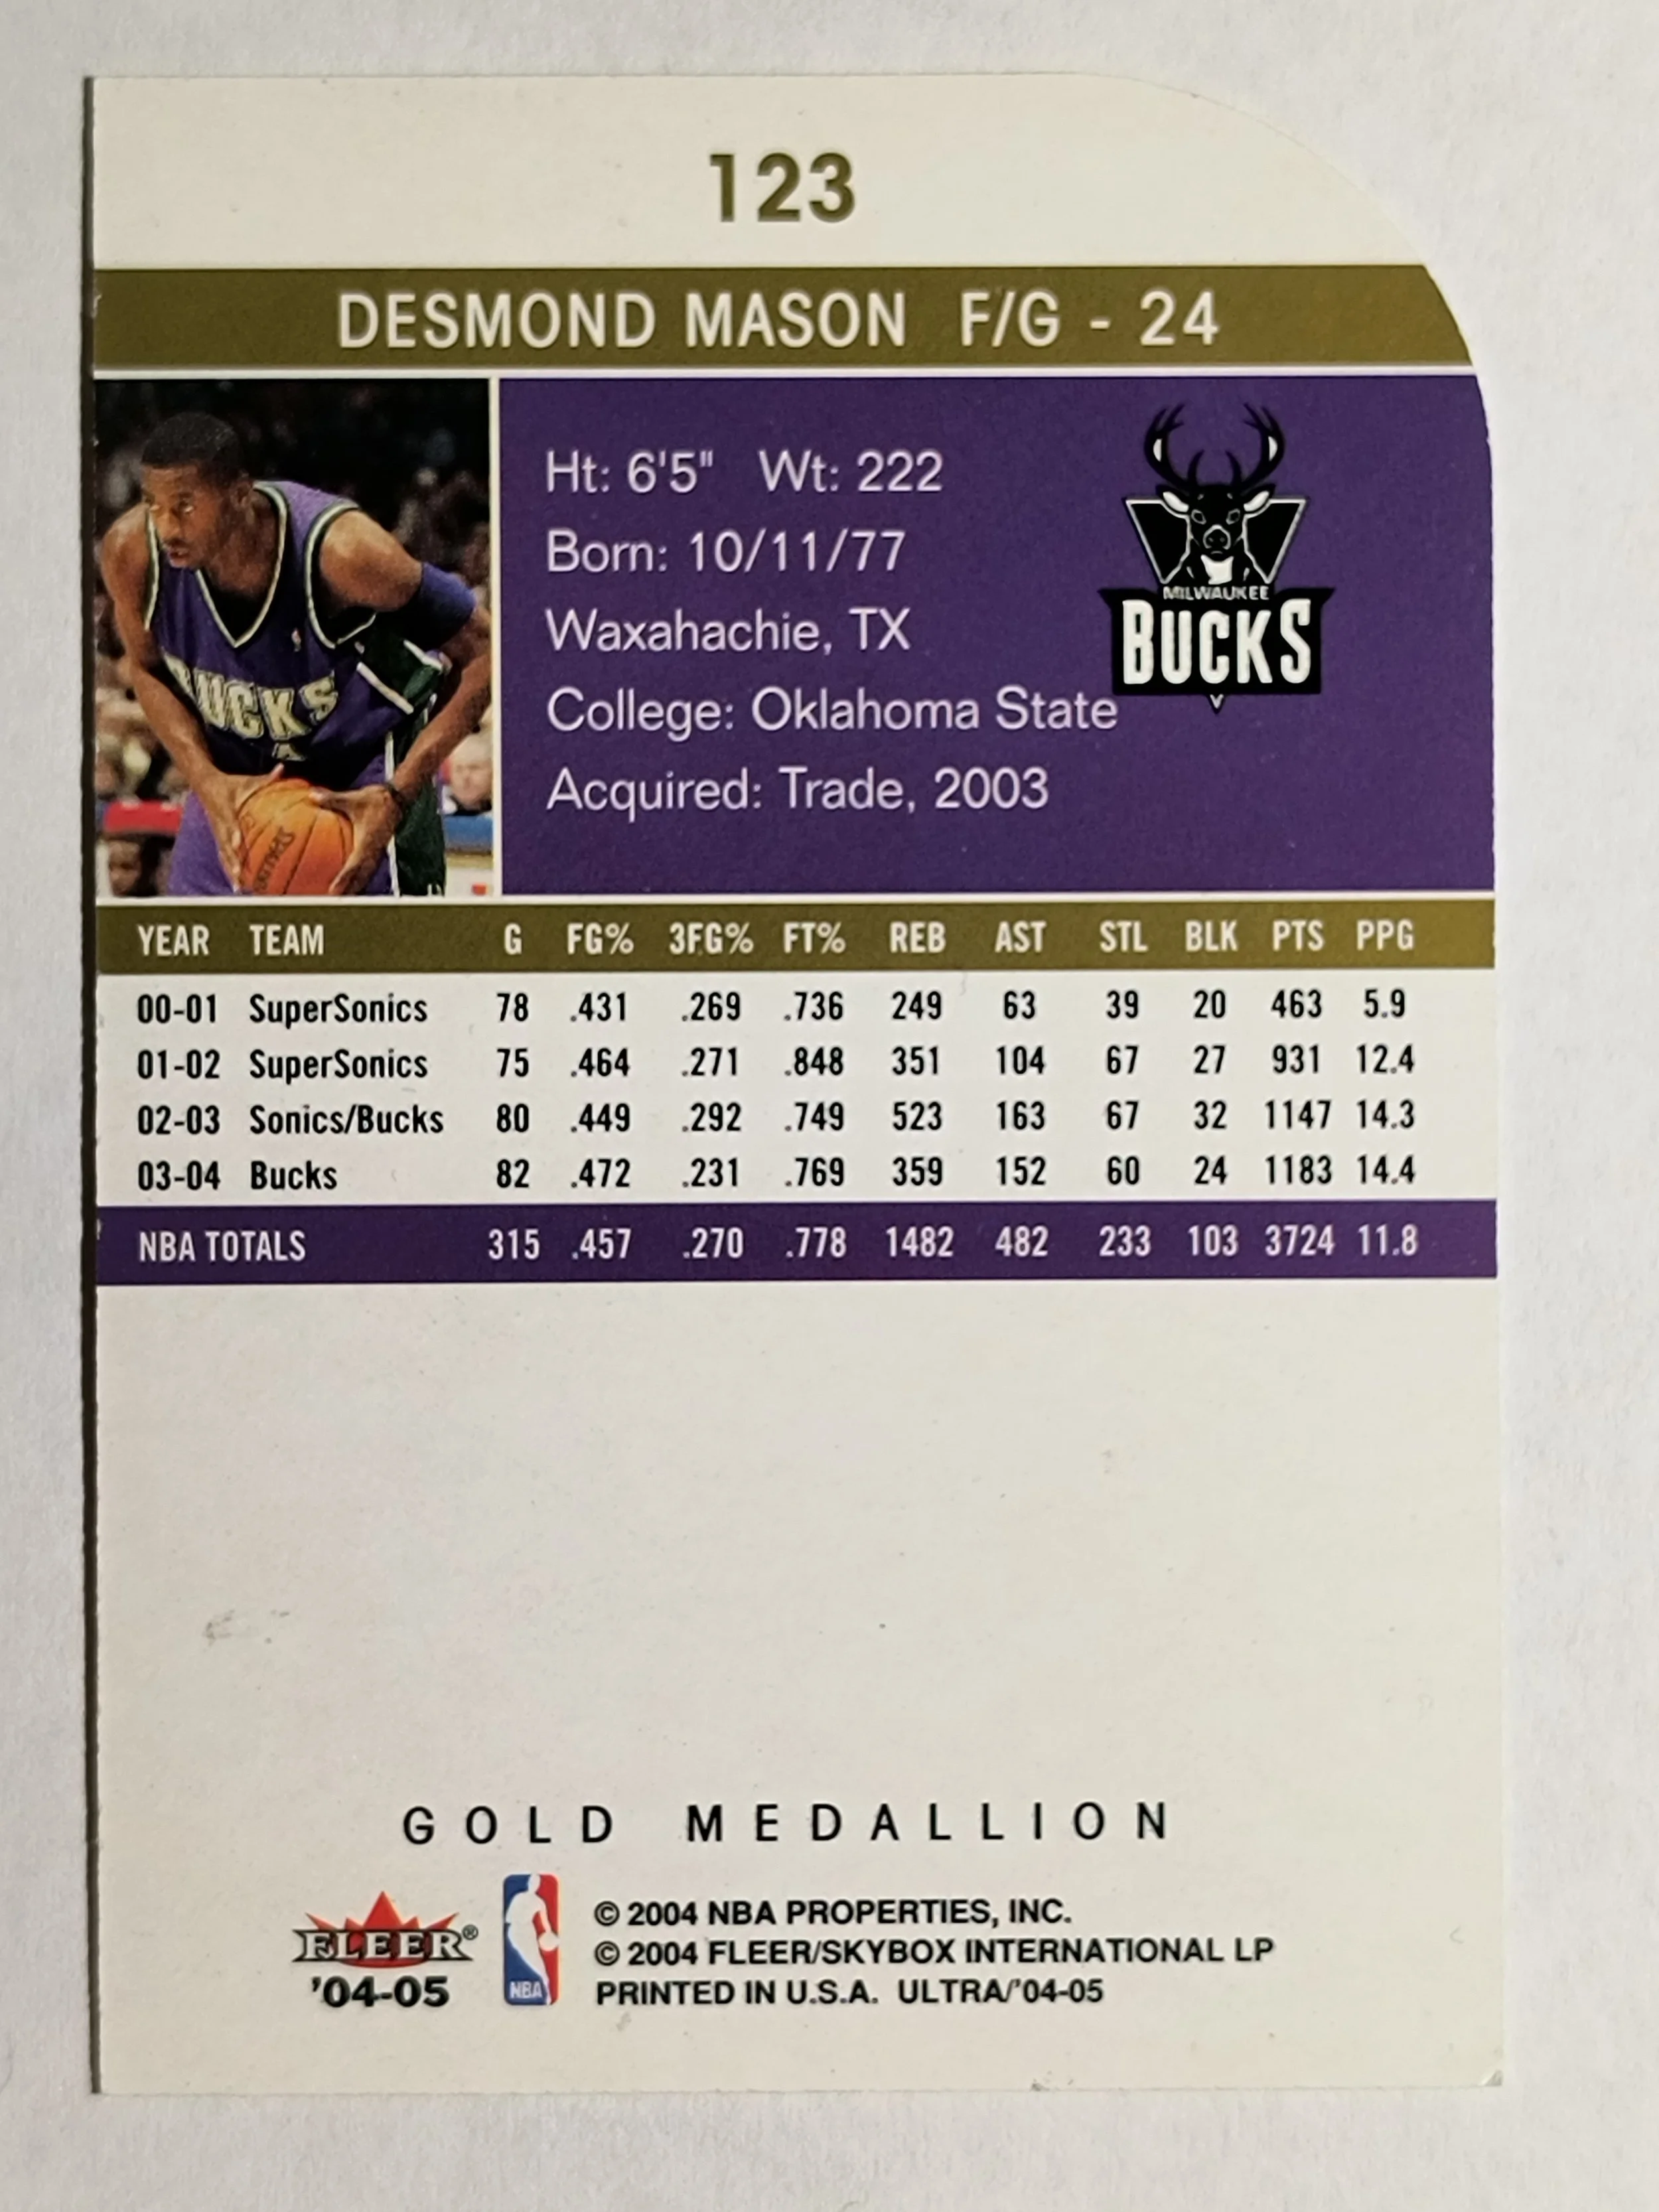 123
DESMOND MASON F/G - 24
BUCKS
Ht: 6'5" Wt: 222
Born: 10/11/77
Waxahachie, TX
College: Oklahoma State
Acquired: Trade, 2003
MILWAUKEE
BUCKS
YEAR TEAM G FG% 3FG% FT% REB AST STL BLK PTS PPG
00-01 SuperSonics 78 .431 .269 .736 249 63 39 20 463 5.9
01-02 SuperSonics 75 .464 .271 .848 351 104 67 27 931 12.4
02-03 Sonics/Bucks 80 .449 .292 .749 523 163 67 32 1147 14.3
03-04 Bucks 82 .472 .231 .769 359 152 60 24 1183 14.4
NBA TOTALS 315 .457 .270 .778 1482 482 233 103 3724 11.8
GOLD MEDALLION
FLEER®
'04-05
NBA
© 2004 NBA PROPERTIES, INC.
© 2004 FLEER/SKYBOX INTERNATIONAL LP
PRINTED IN U.S.A. ULTRA/'04-05